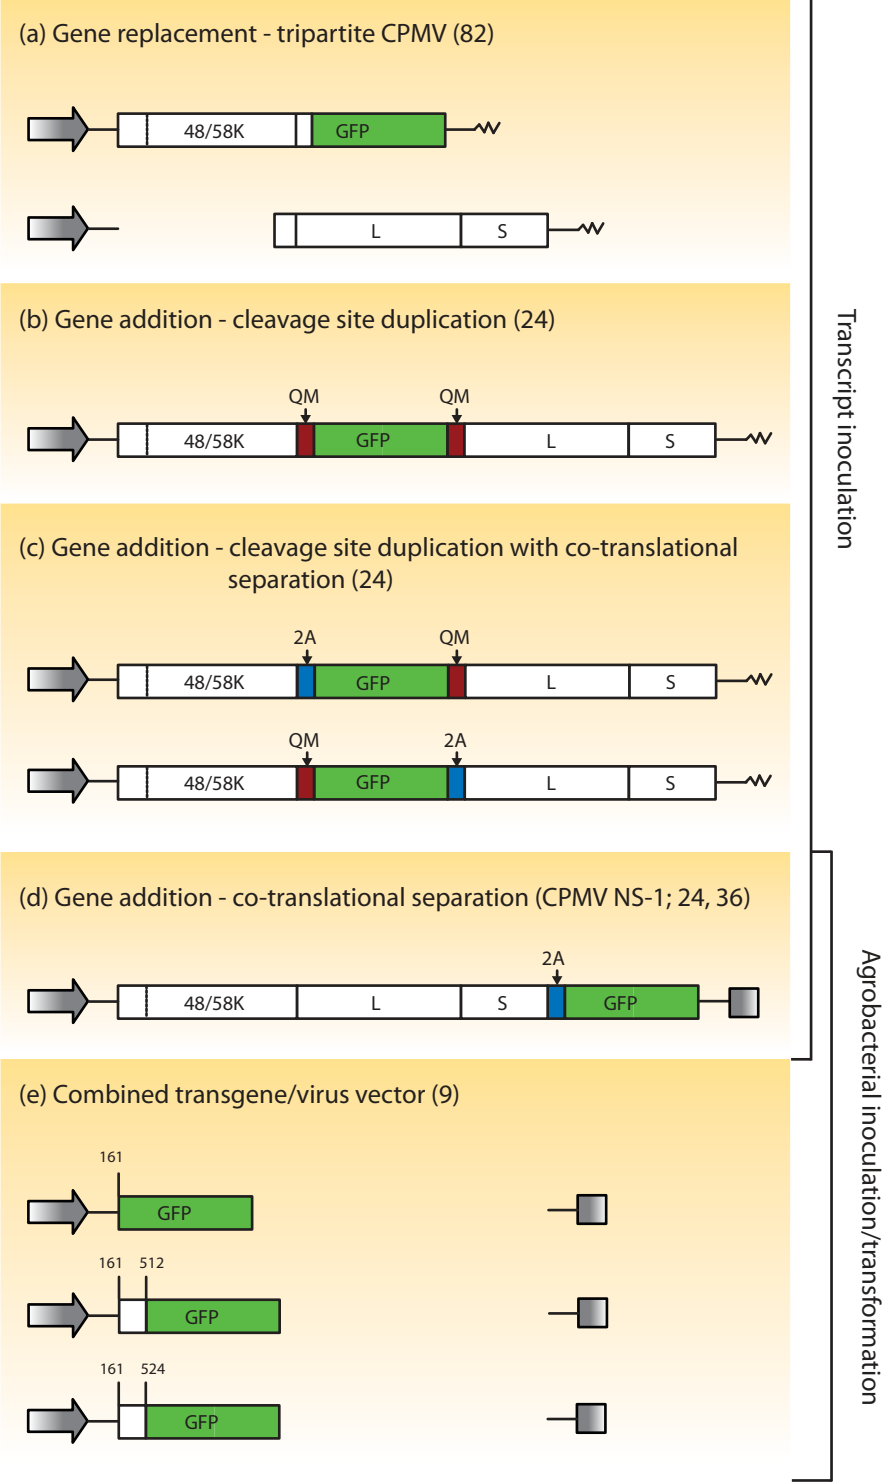 (a) Gene replacement - tripartite CPMV (82)
48/58K GFP
L S
(b) Gene addition - cleavage site duplication (24)
QM QM
48/58K GFP L S
(c) Gene addition - cleavage site duplication with co-translational
separation (24)
2A QM
48/58K GFP L S
QM 2A
48/58K GFP L S
(d) Gene addition - co-translational separation (CPMV NS-1; 24, 36)
2A
48/58K L S GFP
(e) Combined transgene/virus vector (9)
161
GFP
161 512
GFP
161 524
GFP
Transcript inoculation
Agrobacterial inoculation/transformation